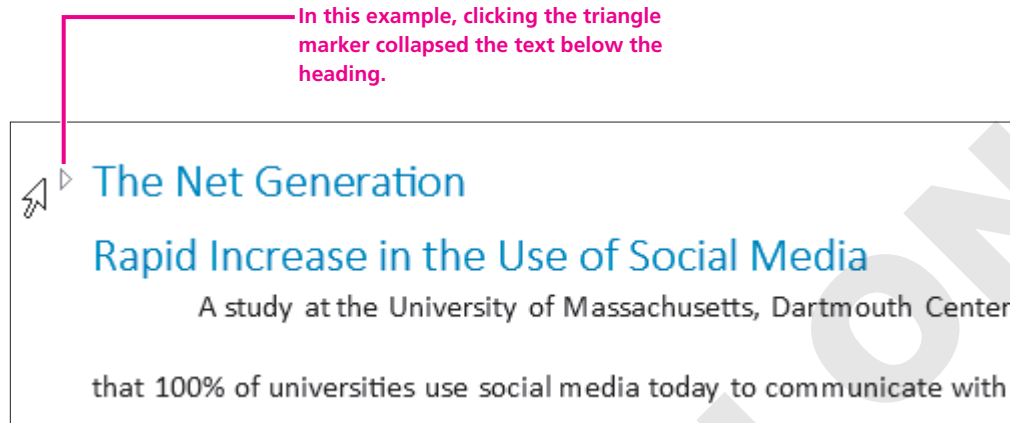 In this example, clicking the triangle
marker collapsed the text below the
heading.
The Net Generation
Rapid Increase in the Use of Social Media
A study at the University of Massachusetts, Dartmouth Center
that 100% of universities use social media today to communicate with